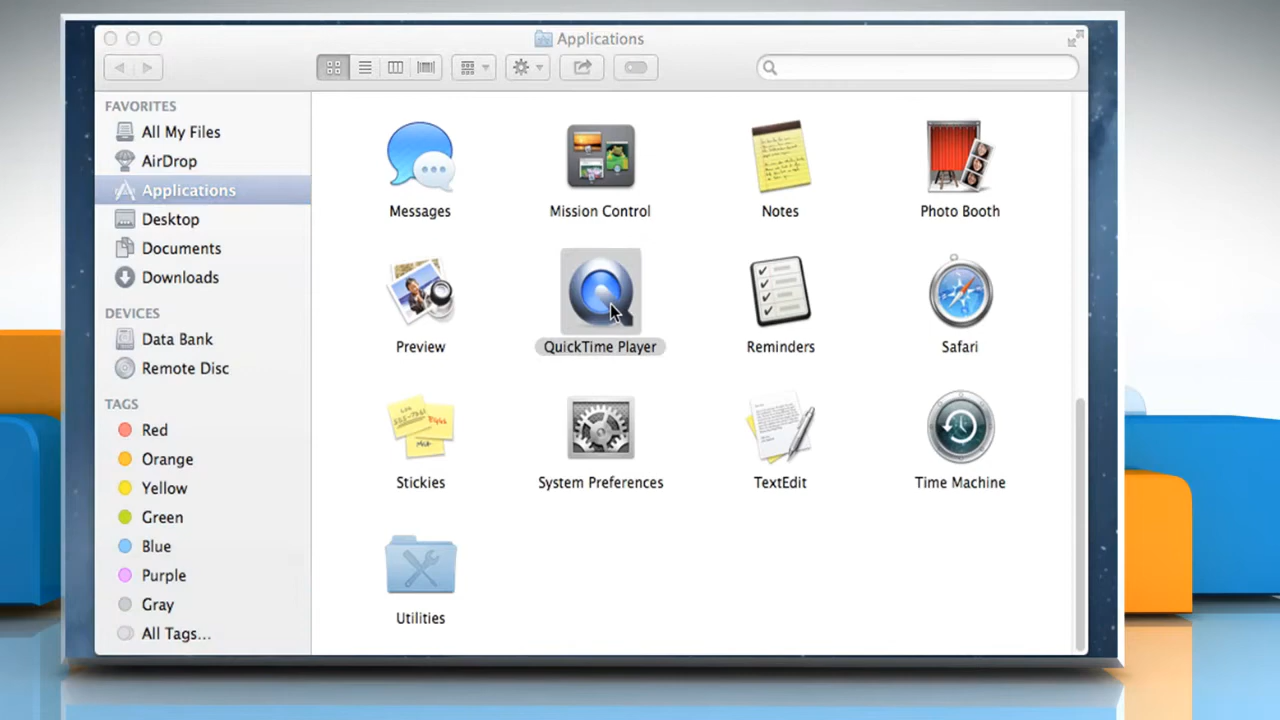 Applications
FAVORITES
All My Files
AirDrop
Applications
Desktop
Documents
Downloads
DEVICES
Data Bank
Remote Disc
TAGS
Red
Orange
Yellow
Green
Blue
Purple
Gray
All Tags...
Messages
Mission Control
Notes
Photo Booth
Preview
QuickTime Player
Reminders
Safari
Stickies
System Preferences
TextEdit
Time Machine
Utilities